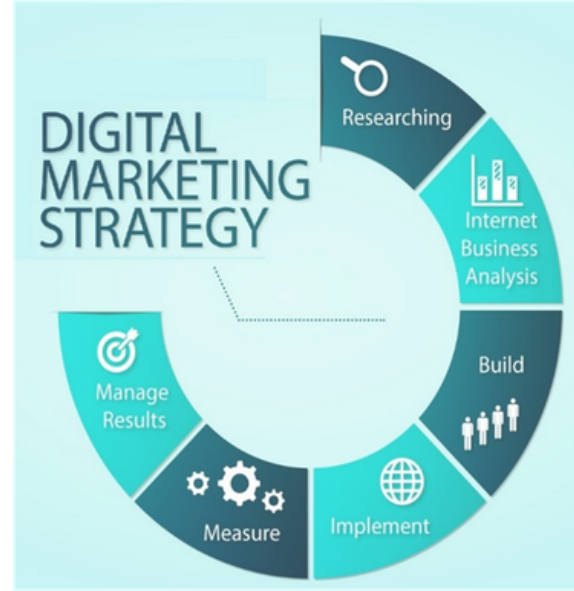 DIGITAL
MARKETING
STRATEGY
Researching
Internet
Business
Analysis
Build
Implement
Measure
Manage
Results